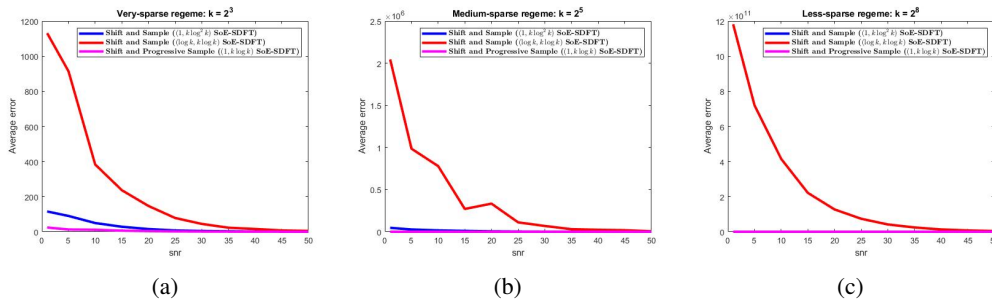 Very-sparse regeme: k = 2^3
1200
1000
800
600
400
200
0
Average error
0 5 10 15 20 25 30 35 40 45 50
snr
Shift and Sample ((1, k log² k) SoE-SDFT)
Shift and Sample ((log k, k log k) SoE-SDFT)
Shift and Progressive Sample ((1, k log k) SoE-SDFT)
(a)
Medium-sparse regeme: k = 2^5
×10^6
2.5
2
1.5
1
0.5
0
Average error
0 5 10 15 20 25 30 35 40 45 50
snr
Shift and Sample ((1, k log² k) SoE-SDFT)
Shift and Sample ((log k, k log k) SoE-SDFT)
Shift and Progressive Sample ((1, k log k) SoE-SDFT)
(b)
Less-sparse regeme: k = 2^8
×10^11
12
10
8
6
4
2
0
Average error
0 5 10 15 20 25 30 35 40 45 50
snr
Shift and Sample ((1, k log² k) SoE-SDFT)
Shift and Sample ((log k, k log k) SoE-SDFT)
Shift and Progressive Sample ((1, k log k) SoE-SDFT)
(c)